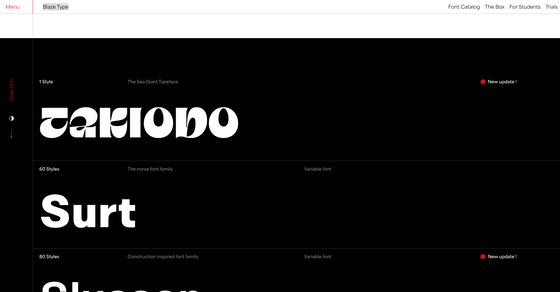 Menu
Blaze Type
Font Catalog
The Box
For Students
Trials
Selection
1 Style
The Sea Giant Typeface
New update !
TAKIONO
60 Styles
The norse font family
Variable font
Surt
80 Styles
Construction inspired font family
Variable font
New update !